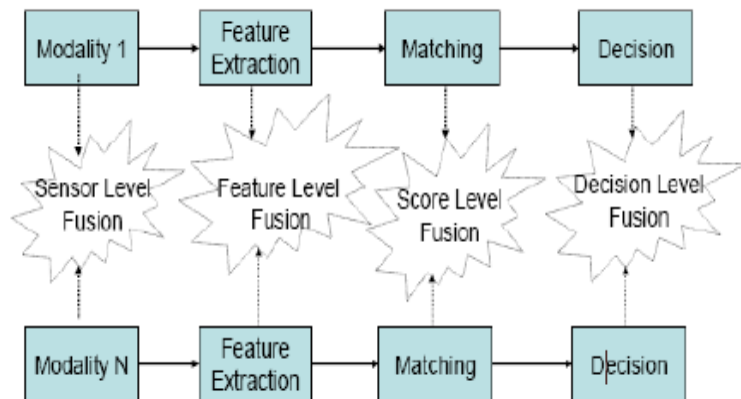 Modality 1
Feature
Extraction
Matching
Decision
Sensor Level
Fusion
Feature Level
Fusion
Score Level
Fusion
Decision Level
Fusion
Modality N
Feature
Extraction
Matching
Decision